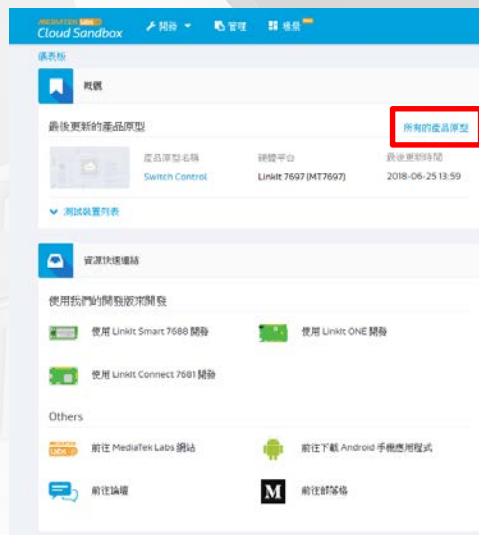 MEDIATEK Labs
Cloud Sandbox
開發
管理
場景
儀表板
概觀
最後更新的產品原型
所有的產品原型
產品原型名稱
硬體平台
最後更新時間
Switch Control
LinkIt 7697 (MT7697)
2018-06-25 13:59
測試裝置列表
資源快速連結
使用我們的開發版來開發
使用 LinkIt Smart 7688 開發
使用 LinkIt ONE 開發
使用 LinkIt Connect 7681 開發
Others
前往 MediaTek Labs 網站
前往下載 Android 手機應用程式
前往論壇
前往部落格